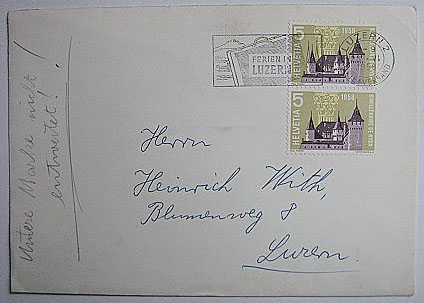 Untere Marke nicht
entwertet!
FERIEN IN
LUZERN
LUZERN 2
5
1958
HELVETIA
5
1958
HELVETIA
Herrn
Heinrich With,
Blumenweg 8
Luzern.